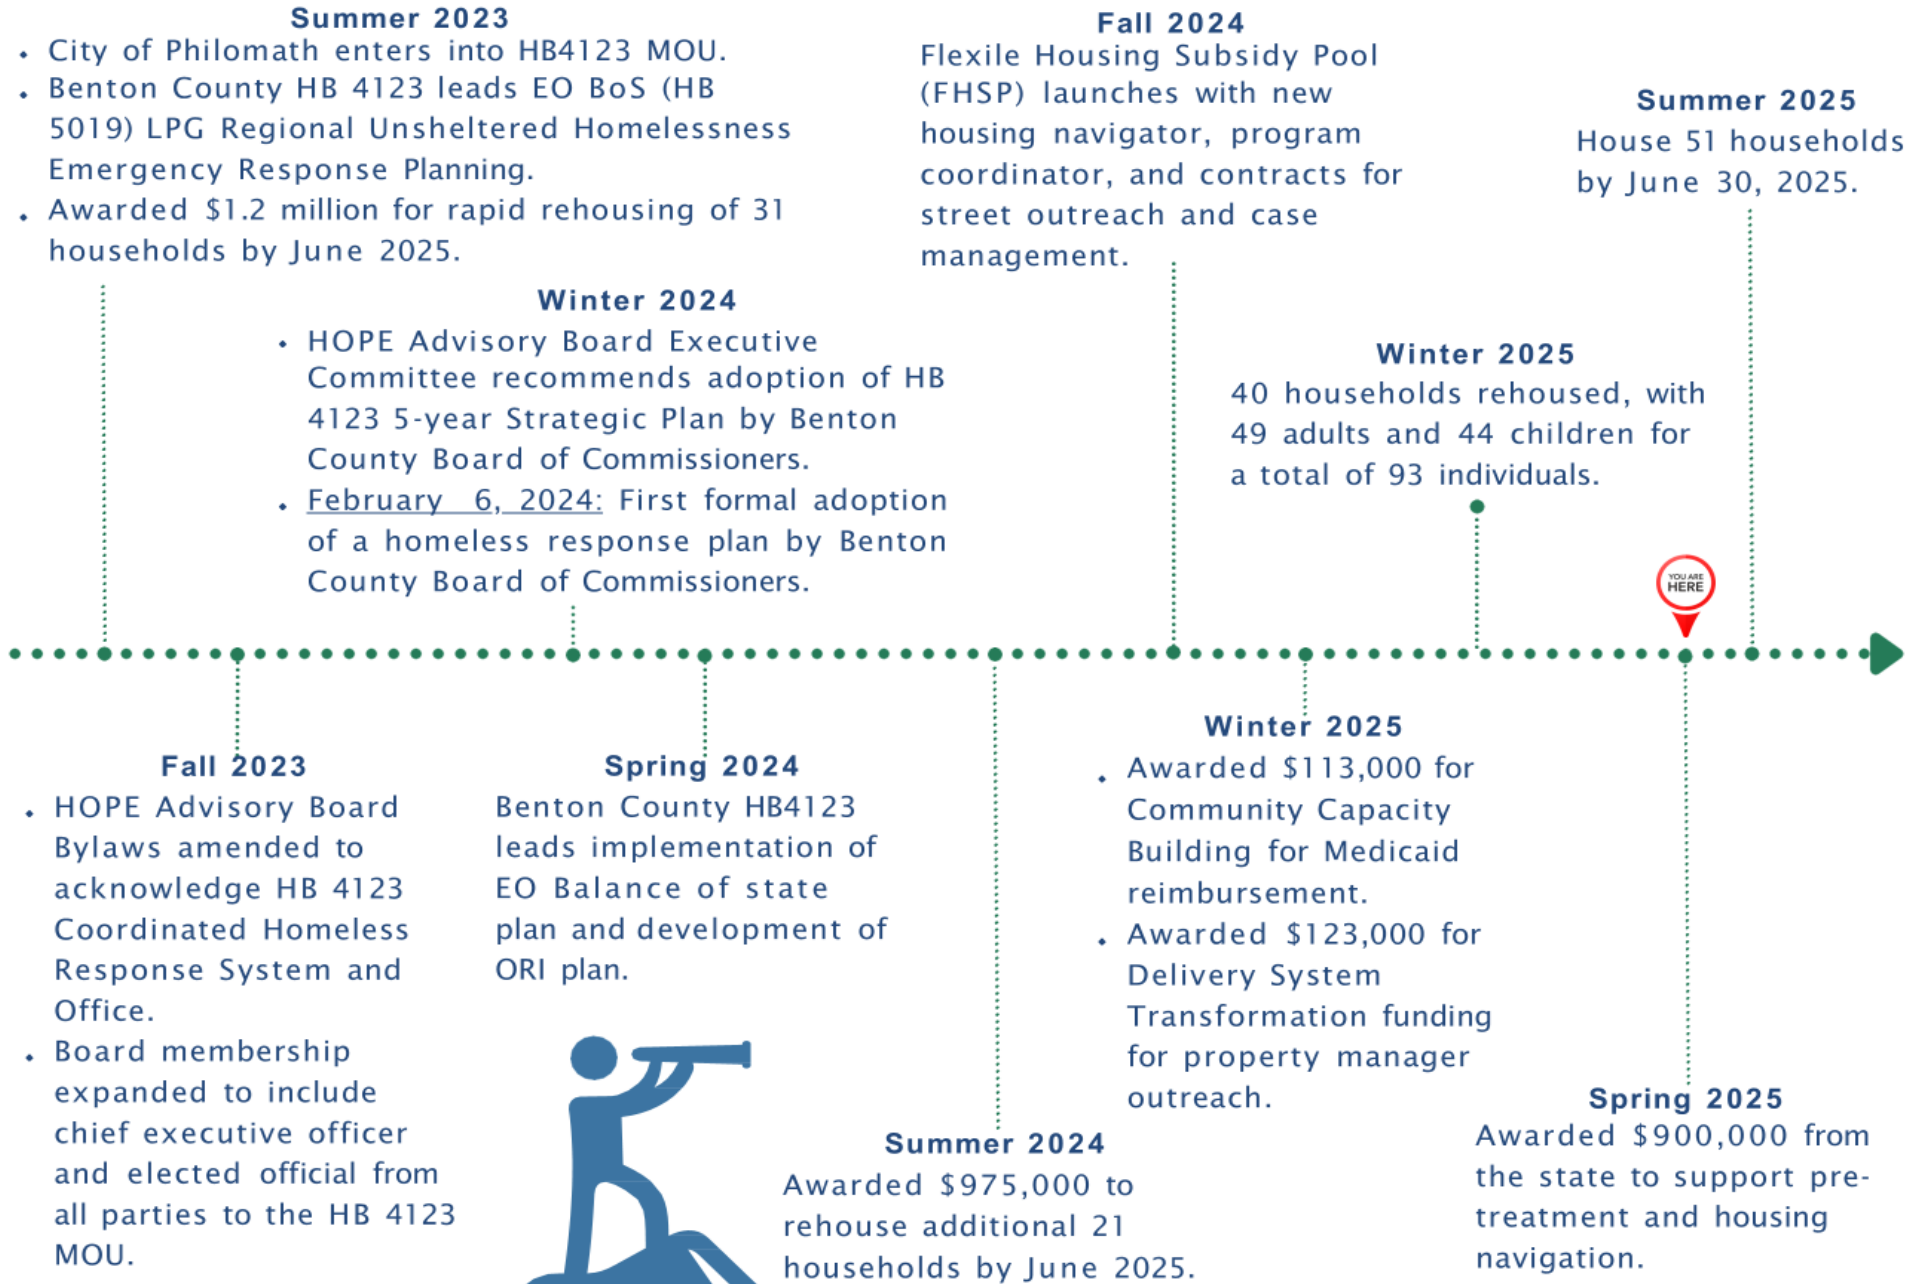 Summer 2023
• City of Philomath enters into HB4123 MOU.
• Benton County HB 4123 leads EO BoS (HB
5019) LPG Regional Unsheltered Homelessness
Emergency Response Planning.
• Awarded $1.2 million for rapid rehousing of 31
households by June 2025.
Winter 2024
• HOPE Advisory Board Executive
Committee recommends adoption of HB
4123 5-year Strategic Plan by Benton
County Board of Commissioners.
• February 6, 2024: First formal adoption
of a homeless response plan by Benton
County Board of Commissioners.
Fall 2024
Flexile Housing Subsidy Pool
(FHSP) launches with new
housing navigator, program
coordinator, and contracts for
street outreach and case
management.
Winter 2025
40 households rehoused, with
49 adults and 44 children for
a total of 93 individuals.
Summer 2025
House 51 households
by June 30, 2025.
YOU ARE
HERE
Fall 2023
• HOPE Advisory Board
Bylaws amended to
acknowledge HB 4123
Coordinated Homeless
Response System and
Office.
• Board membership
expanded to include
chief executive officer
and elected official from
all parties to the HB 4123
MOU.
Spring 2024
Benton County HB4123
leads implementation of
EO Balance of state
plan and development of
ORI plan.
Summer 2024
Awarded $975,000 to
rehouse additional 21
households by June 2025.
Winter 2025
• Awarded $113,000 for
Community Capacity
Building for Medicaid
reimbursement.
• Awarded $123,000 for
Delivery System
Transformation funding
for property manager
outreach.
Spring 2025
Awarded $900,000 from
the state to support pre-
treatment and housing
navigation.